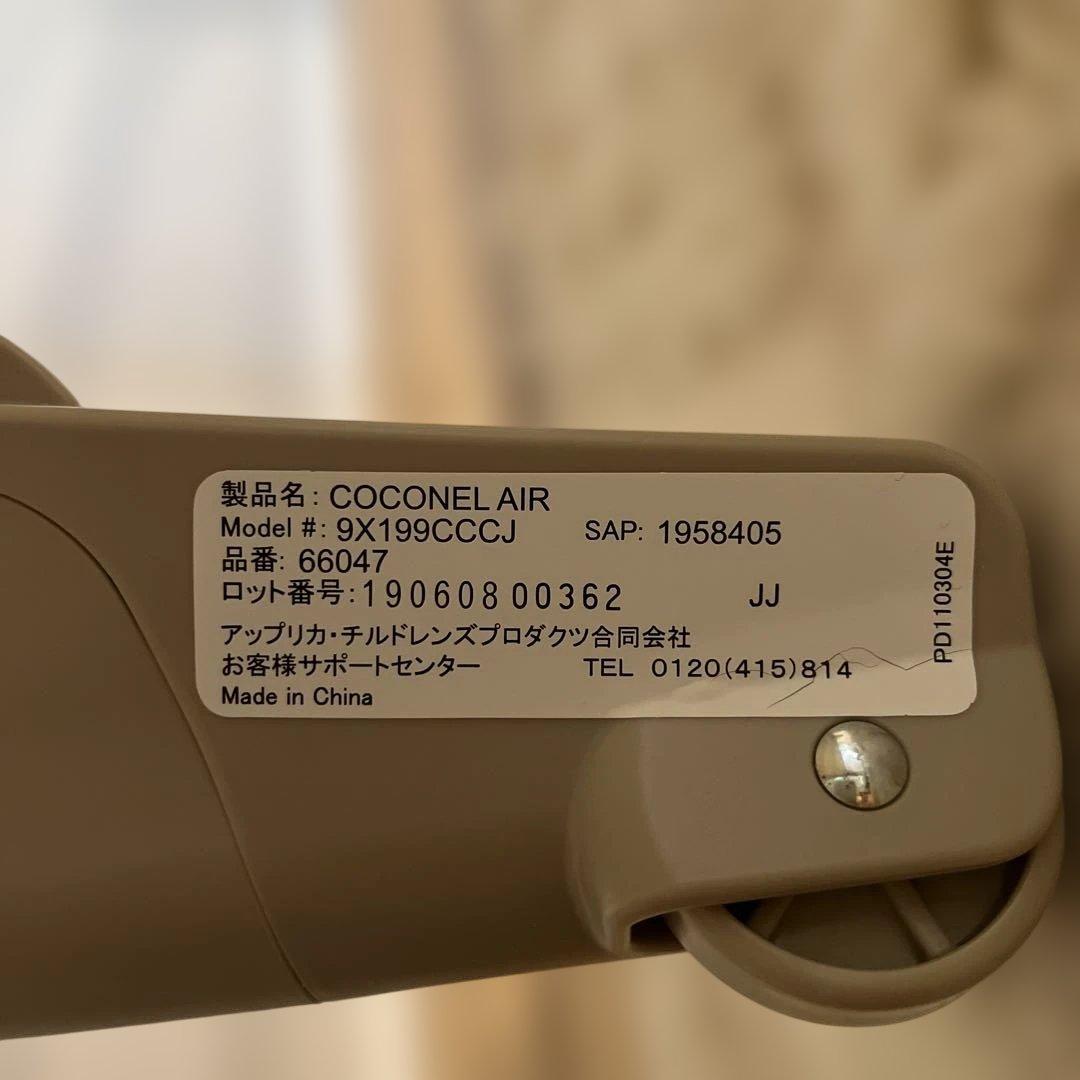 製品名: COCONEL AIR
Model #: 9X199CCCJ SAP: 1958405
品番: 66047
ロット番号:190608 00362 JJ
アップリカ・チルドレンズプロダクツ合同会社
お客様サポートセンター TEL 0120(415)814
Made in China
PD110304E